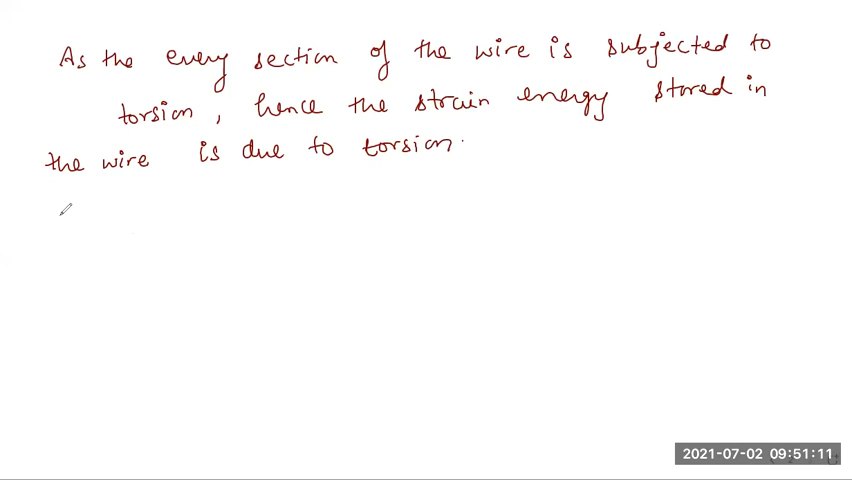 As the every section of the wire is subjected to
torsion, hence the strain energy stored in
the wire is due to torsion.
2021-07-02 09:51:11